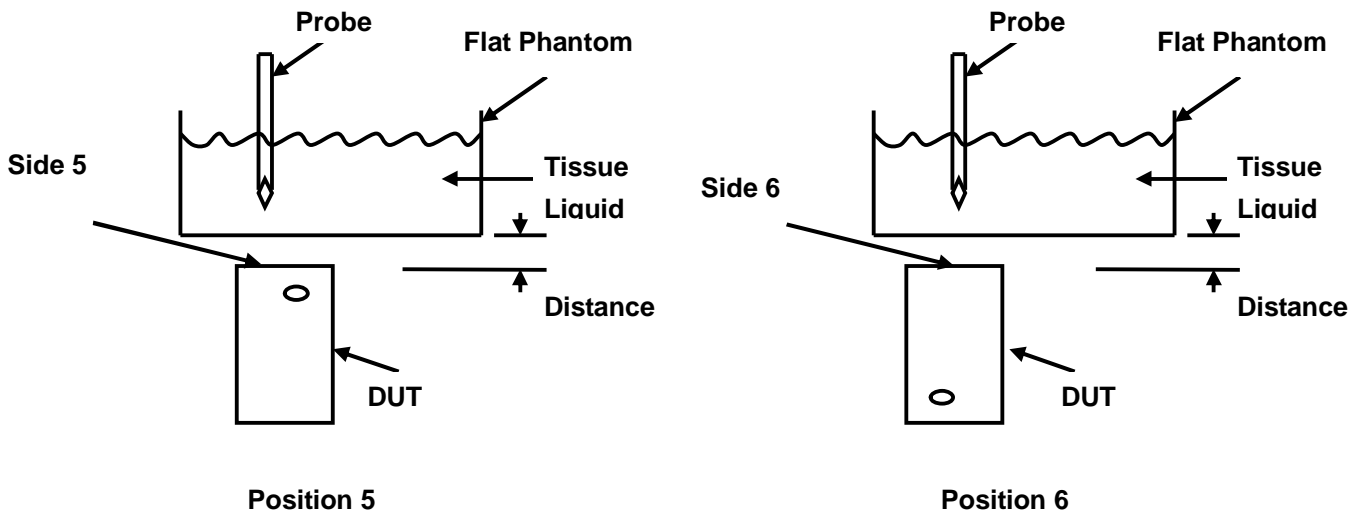 Probe
Flat Phantom
Side 5
Tissue
Liquid
Distance
DUT
Position 5
Probe
Flat Phantom
Side 6
Tissue
Liquid
Distance
DUT
Position 6